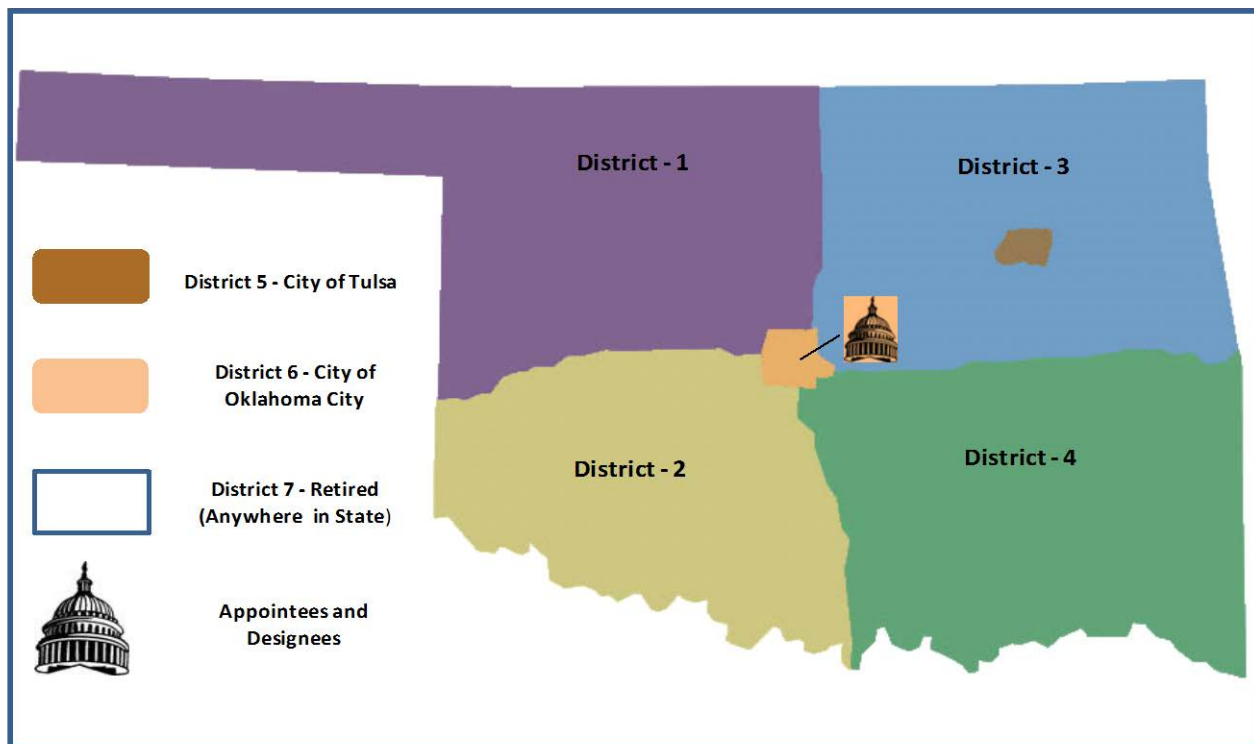 District - 1
District - 3
District 5 - City of Tulsa
District 6 - City of
Oklahoma City
District - 2
District - 4
District 7 - Retired
(Anywhere in State)
Appointees and
Designees